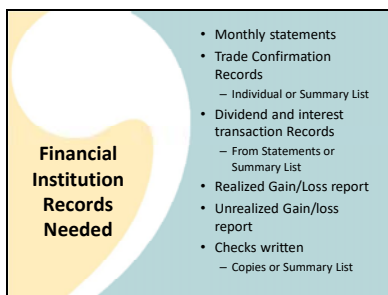 Financial
Institution
Records
Needed
• Monthly statements
• Trade Confirmation
Records
– Individual or Summary List
• Dividend and interest
transaction Records
– From Statements or
Summary List
• Realized Gain/Loss report
• Unrealized Gain/loss
report
• Checks written
– Copies or Summary List